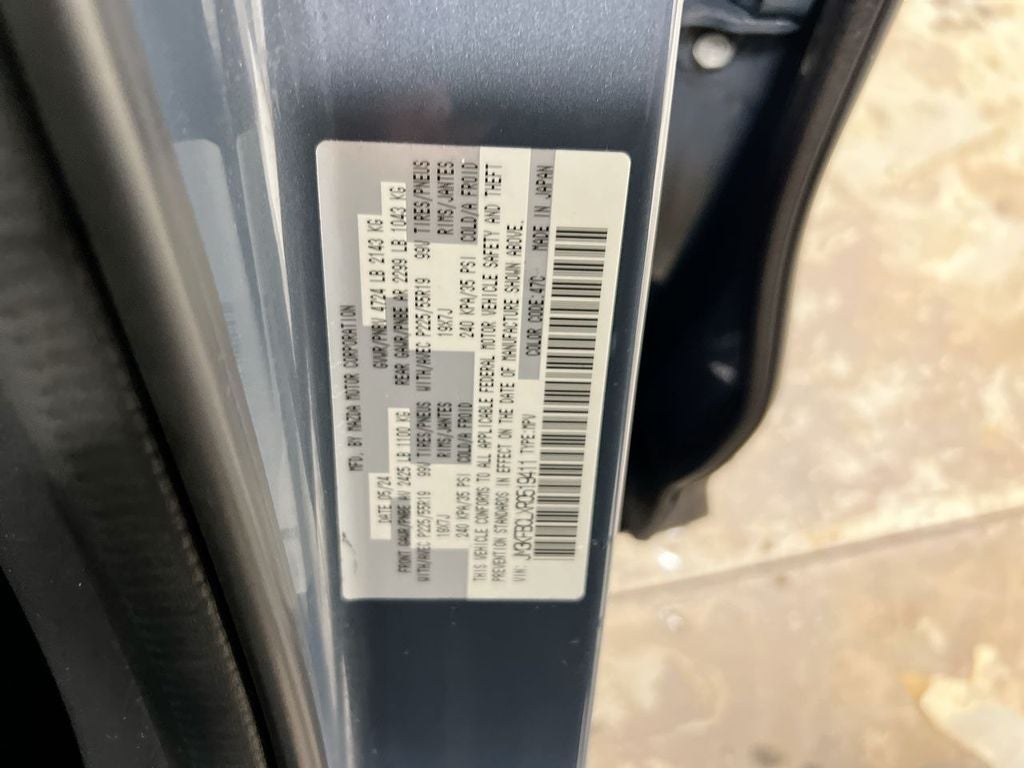 MFD. BY MAZDA MOTOR CORPORATION
DATE 05/24 GVWR/PNBV 4724 LB 2143 KG
FRONT GAWR/PNBE AV 2425 LB 1100 KG REAR GAWR/PNBE AR 2299 LB 1043 KG
WITH/AVEC P225/55R19 99V TIRES/PNEUS WITH/AVEC P225/55R19 99V TIRES/PNEUS
19X7J RIMS/JANTES 19X7J RIMS/JANTES
240 KPA/35 PSI COLD/A FROID 240 KPA/35 PSI COLD/A FROID
THIS VEHICLE CONFORMS TO ALL APPLICABLE FEDERAL MOTOR VEHICLE SAFETY AND THEFT
PREVENTION STANDARDS IN EFFECT ON THE DATE OF MANUFACTURE SHOWN ABOVE.
VIN: TYPE:MPV COLOR CODE:47C MADE IN JAPAN